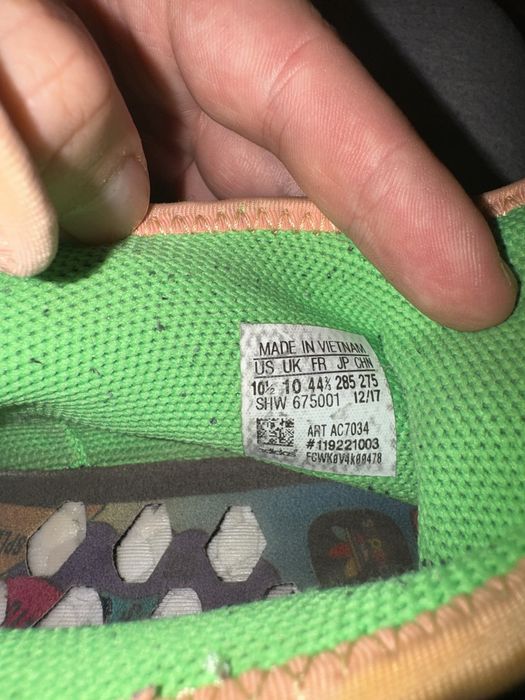 MADE IN VIETNAM
US UK FR JP CHN
10½ 10 44⅔ 285 275
SHW 675001 12/17
ART AC7034
#119221003
adidas
FCWK0V4K00478